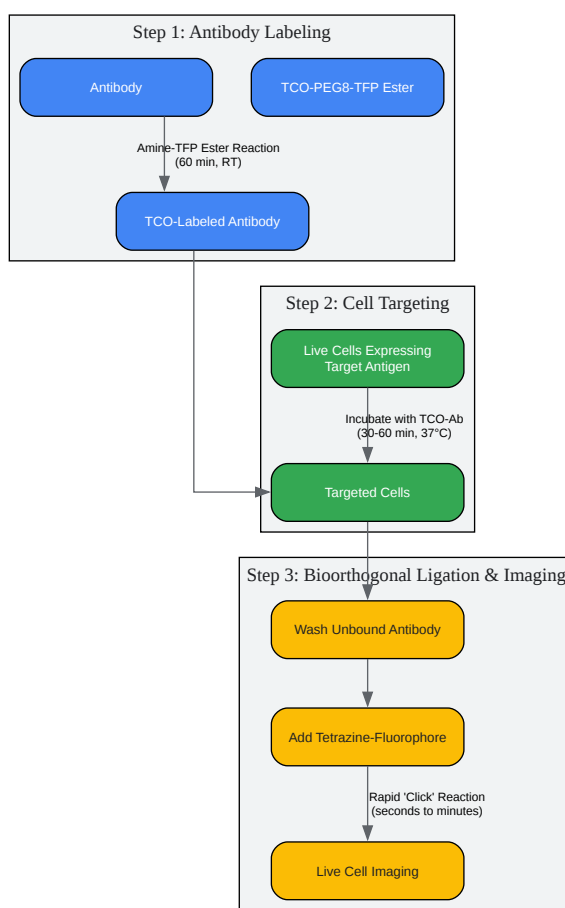 Step 1: Antibody Labeling
Antibody
TCO-PEG8-TFP Ester
Amine-TFP Ester Reaction
(60 min, RT)
TCO-Labeled Antibody
Step 2: Cell Targeting
Live Cells Expressing
Target Antigen
Incubate with TCO-Ab
(30-60 min, 37°C)
Targeted Cells
Step 3: Bioorthogonal Ligation & Imaging
Wash Unbound Antibody
Add Tetrazine-Fluorophore
Rapid 'Click' Reaction
(seconds to minutes)
Live Cell Imaging